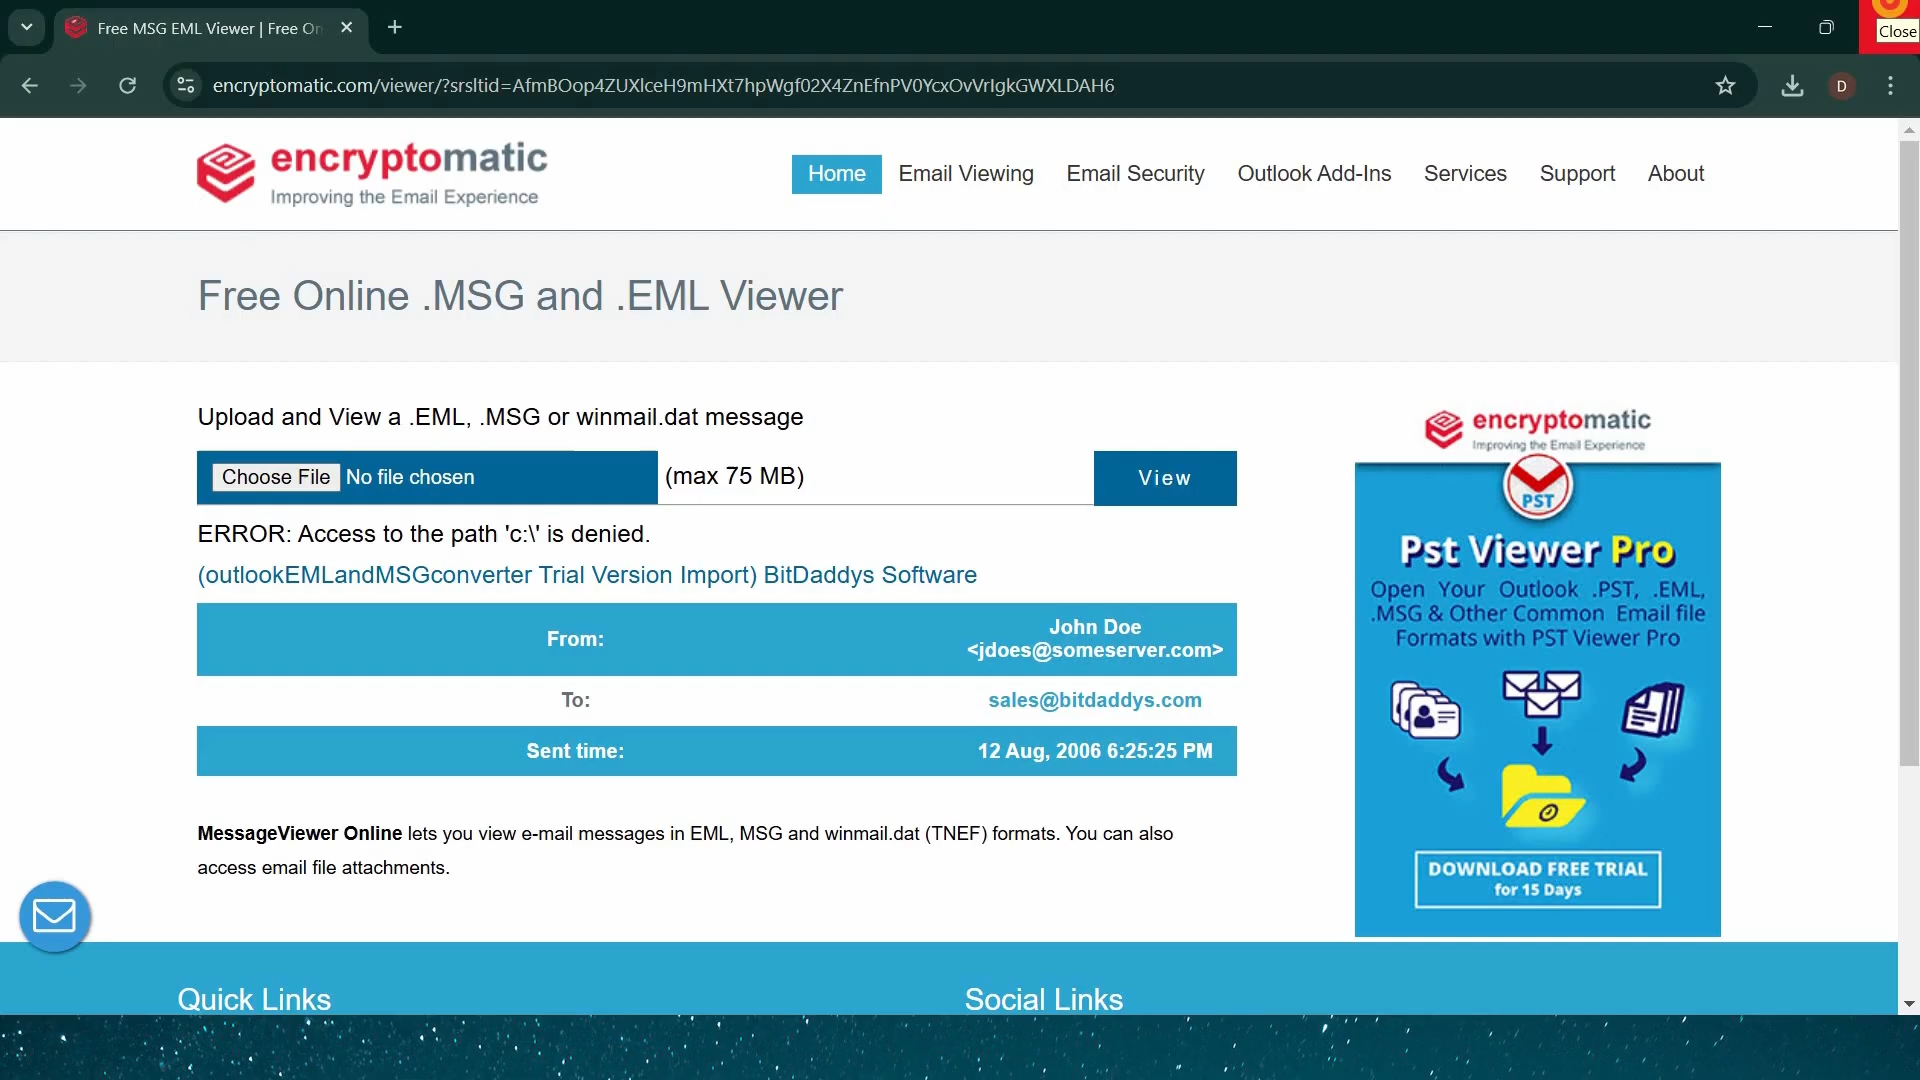 Free MSG EML Viewer | Free On
Close
encryptomatic.com/viewer/?srsltid=AfmBOop4ZUXlceH9mHXt7hpWgf02X4ZnEfnPV0YcxOvVrIgkGWXLDAH6
D
encryptomatic
Improving the Email Experience
Home Email Viewing Email Security Outlook Add-Ins Services Support About
Free Online .MSG and .EML Viewer
Upload and View a .EML, .MSG or winmail.dat message
Choose File No file chosen (max 75 MB) View
ERROR: Access to the path 'c:\' is denied.
(outlookEMLandMSGconverter Trial Version Import) BitDaddys Software
From: John Doe
<jdoes@someserver.com>
To: sales@bitdaddys.com
Sent time: 12 Aug, 2006 6:25:25 PM
MessageViewer Online lets you view e-mail messages in EML, MSG and winmail.dat (TNEF) formats. You can also
access email file attachments.
encryptomatic
Improving the Email Experience
PST
Pst Viewer Pro
Open Your Outlook .PST, .EML,
.MSG & Other Common Email file
Formats with PST Viewer Pro
DOWNLOAD FREE TRIAL
for 15 Days
Quick Links
Social Links